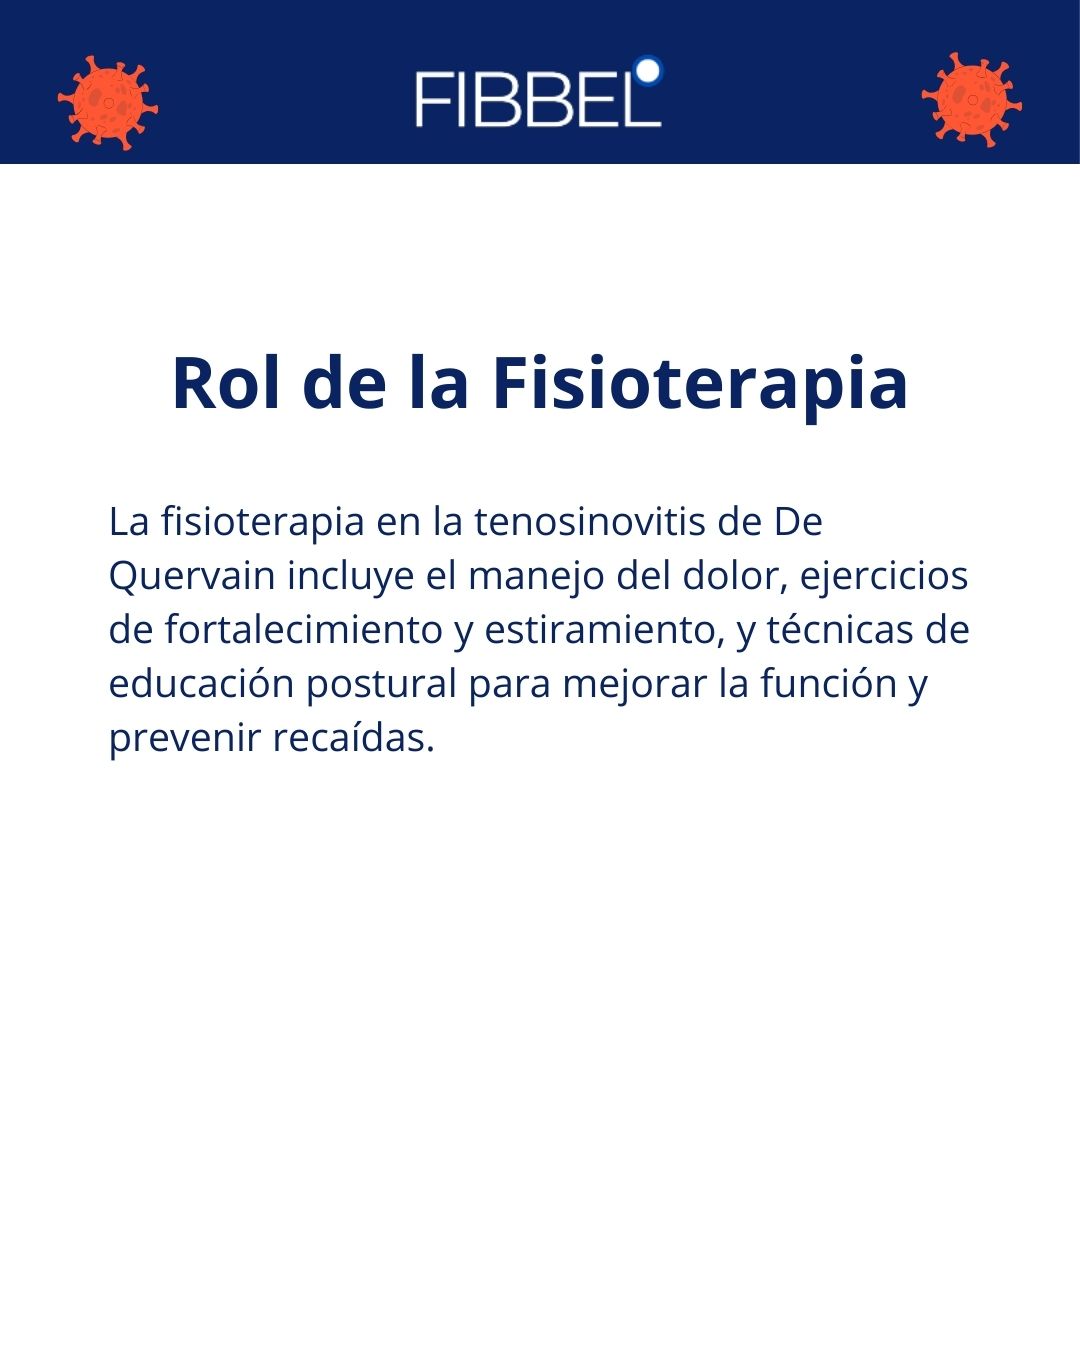 FIBBEL
Rol de la Fisioterapia
La fisioterapia en la tenosinovitis de De
Quervain incluye el manejo del dolor, ejercicios
de fortalecimiento y estiramiento, y técnicas de
educación postural para mejorar la función y
prevenir recaídas.